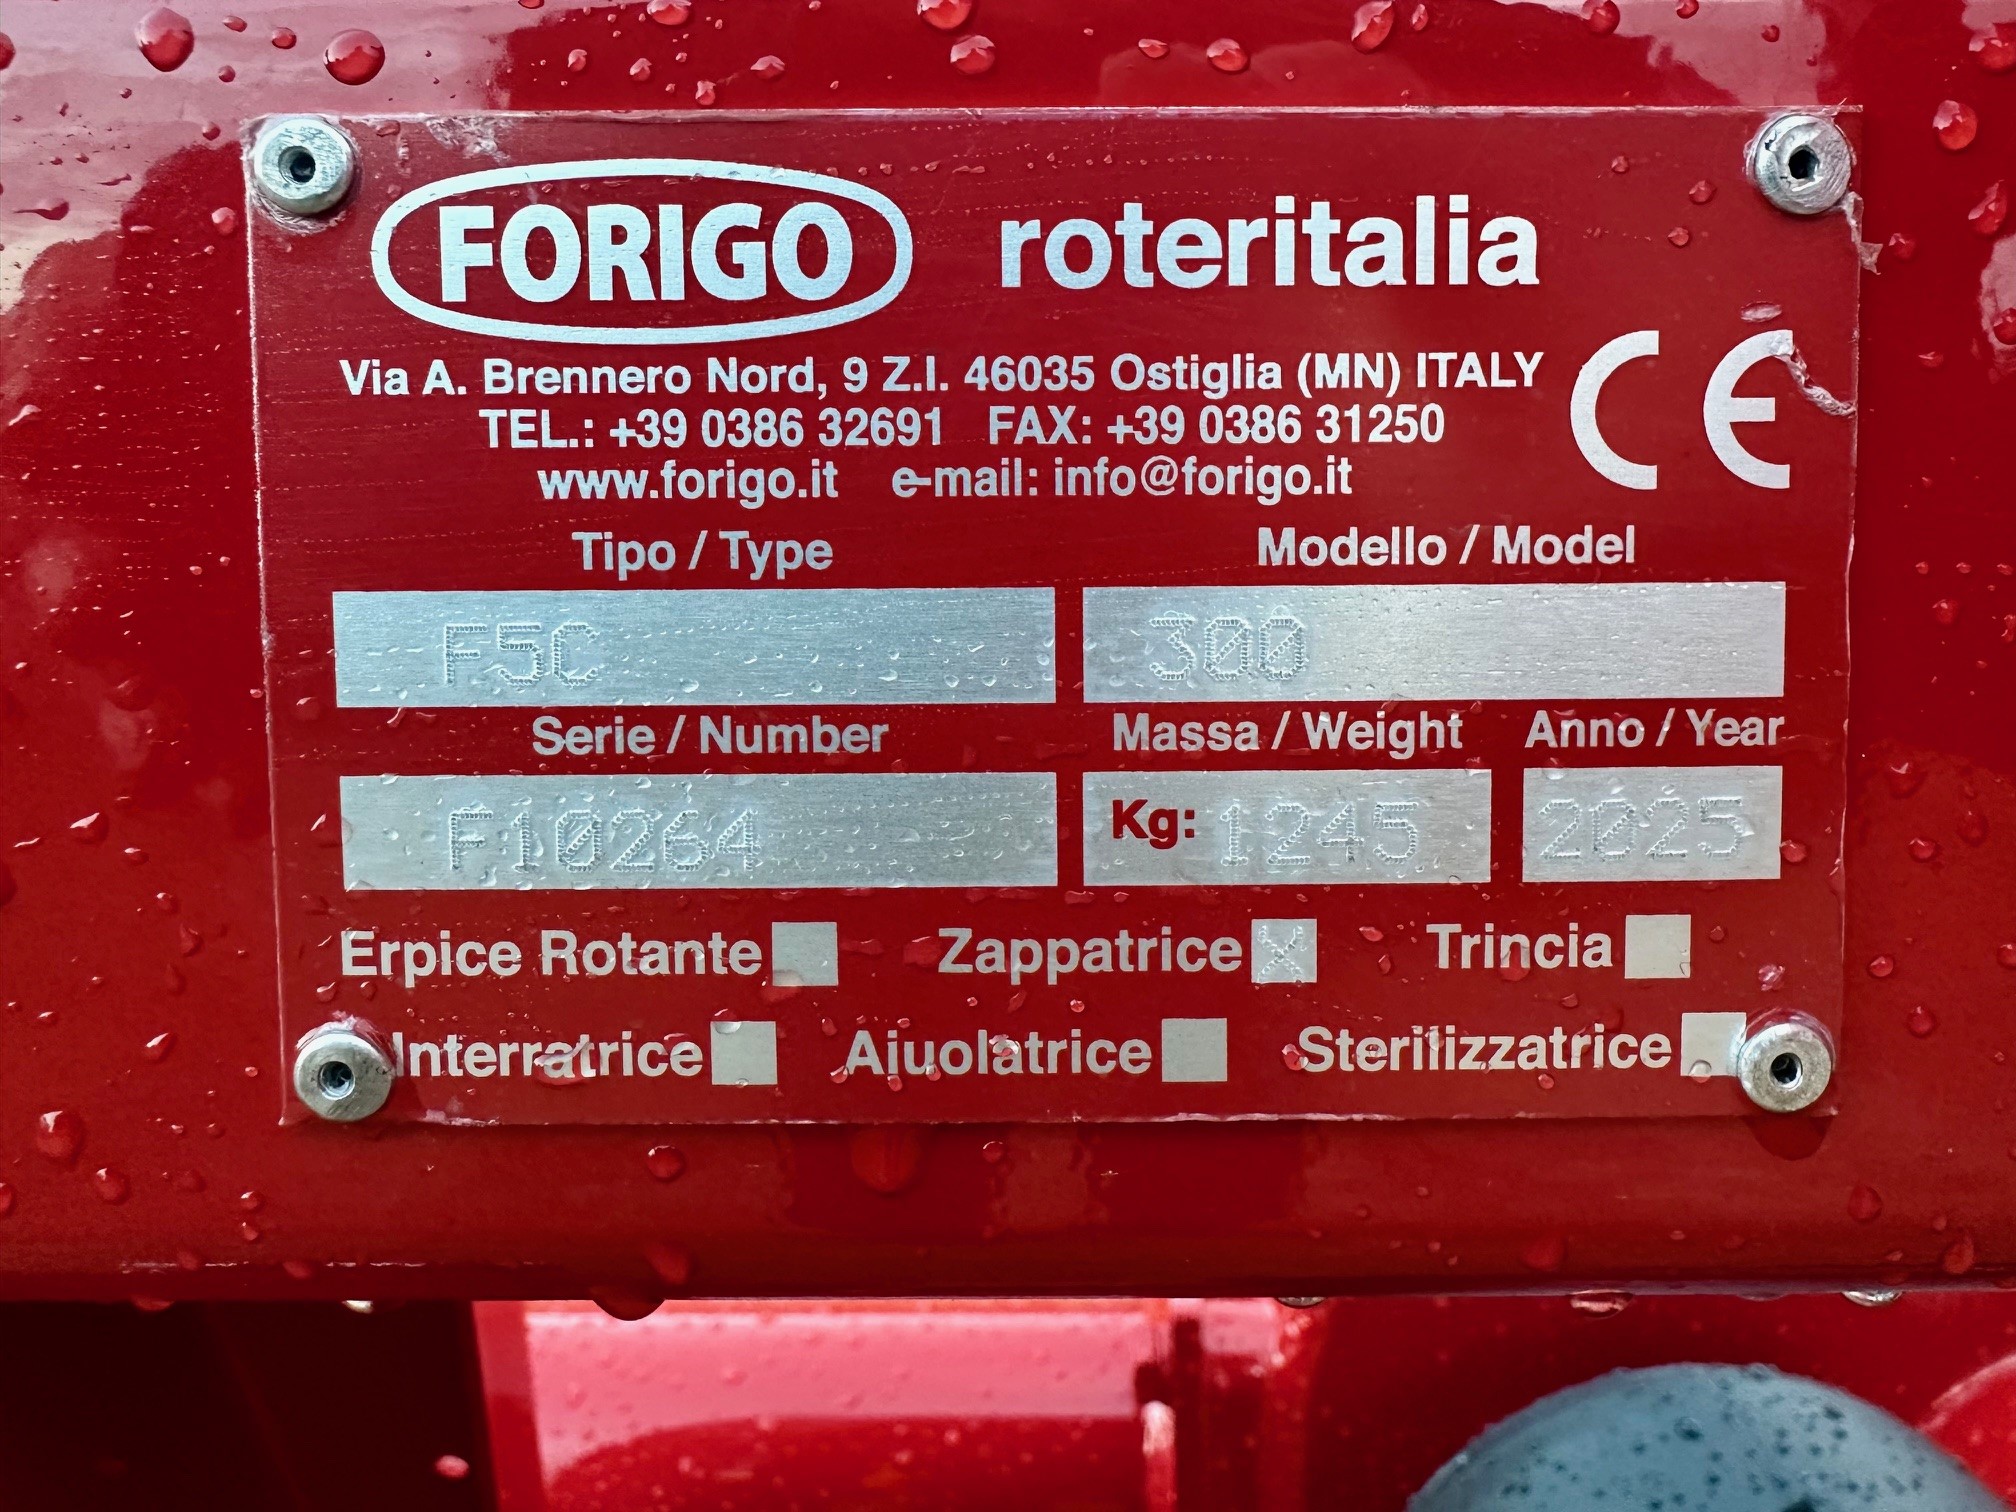 FORIGO roteritalia
Via A. Brennero Nord, 9 Z.I. 46035 Ostiglia (MN) ITALY
TEL.: +39 0386 32691 FAX: +39 0386 31250
CE
www.forigo.it e-mail: info@forigo.it
Tipo / Type Modello / Model
F5C 300
Serie / Number Massa / Weight Anno / Year
F10264 Kg: 1245 2025
Erpice Rotante Zappatrice X Trincia
Interratrice Aiuolatrice Sterilizzatrice